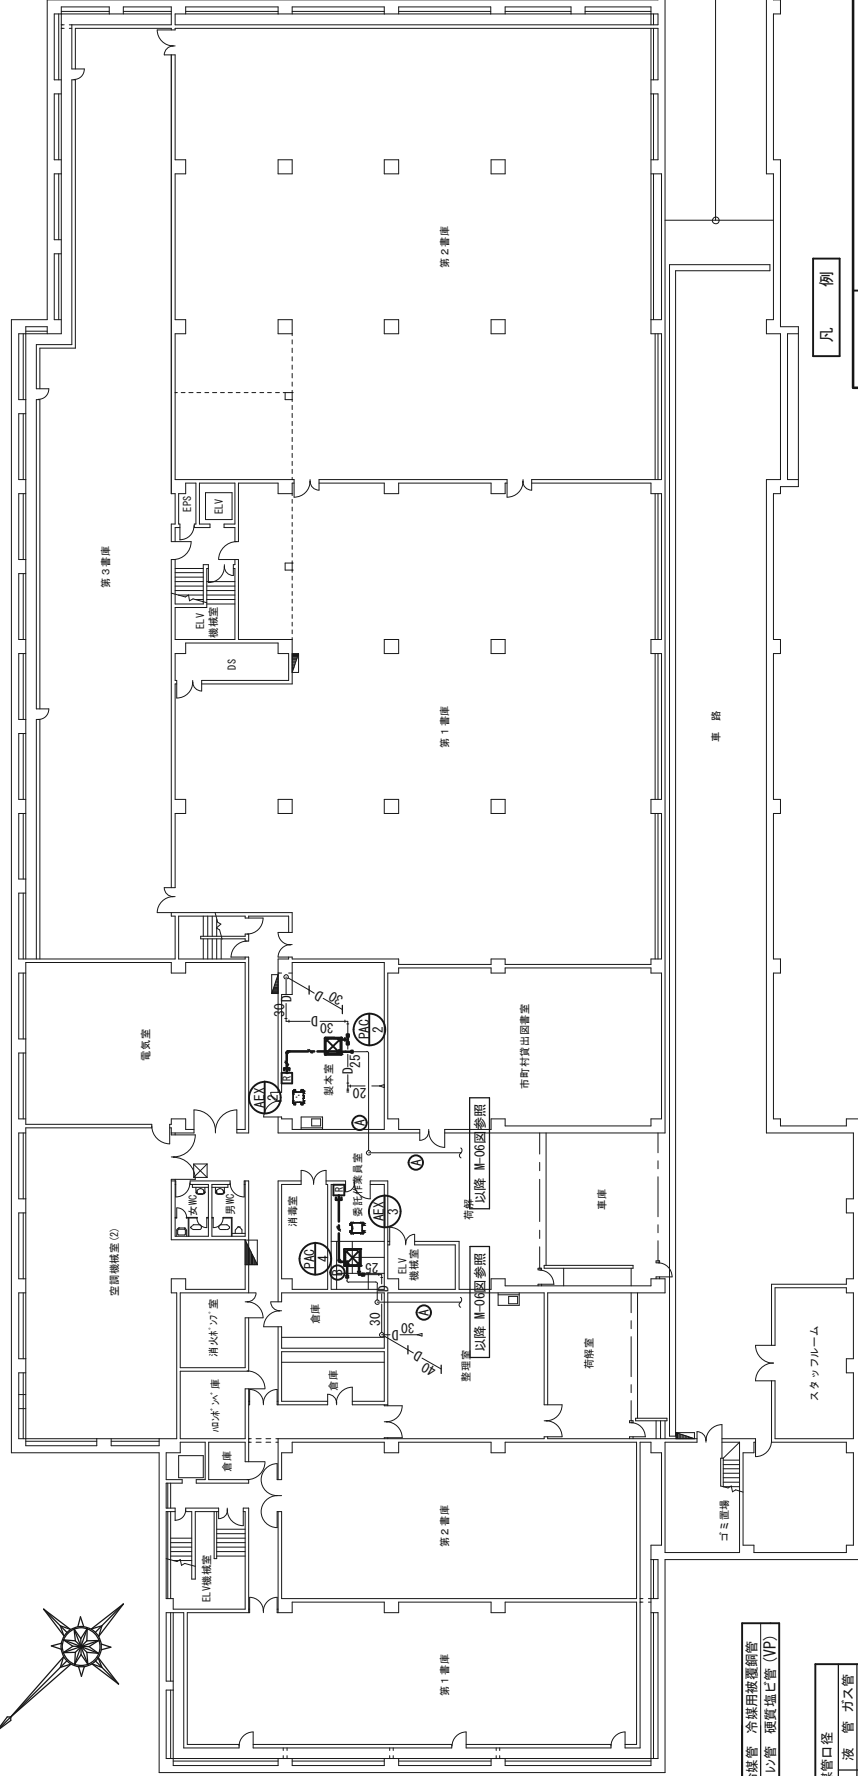 第3書庫
第2書庫
EPS
ELV
ELV
機械室
DS
第1書庫
車 路
凡 例
電気室
製本室
30
D
30
D
30
D
25
D
20
PAC
2
AEX
2
R
A
市町村貸出図書室
空調機械室(2)
女WC
男WC
消毒室
委託作業員室
R
AEX
3
PAC
4
B
25
D
30
30
D
40
D
A
A
荷解
以降 M-06図参照
以降 M-06図参照
ELV
機械室
車庫
消火ポンプ室
ハロンボンベ庫
倉庫
倉庫
倉庫
整理室
荷解室
スタッフルーム
ゴミ置場
ELV機械室
第2書庫
第1書庫
冷媒管 冷媒用被覆銅管
硬質塩ビ管(VP)
管口径
液 管 ガス管